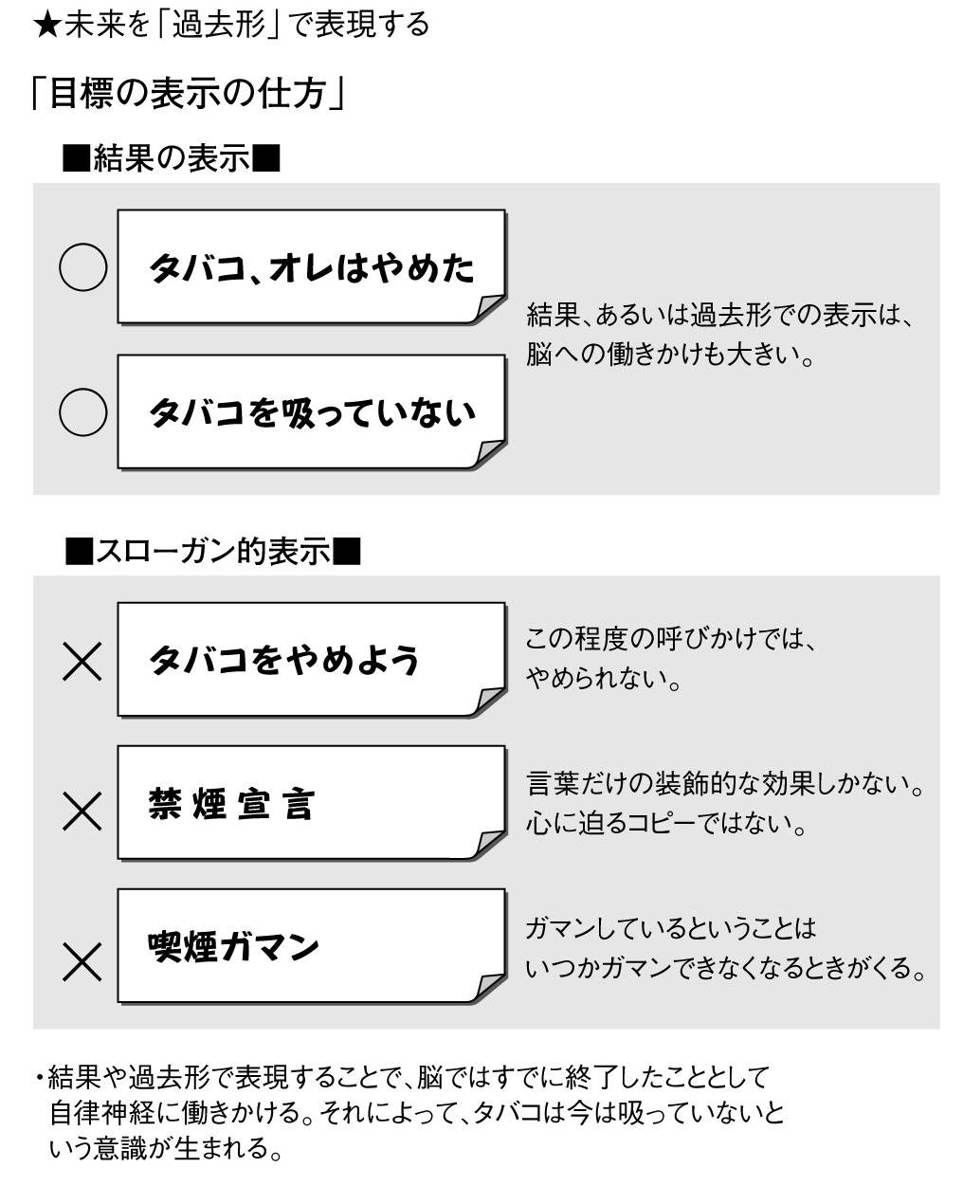 ★未来を「過去形」で表現する
「目標の表示の仕方」
■結果の表示■
○ タバコ、オレはやめた
○ タバコを吸っていない
結果、あるいは過去形での表示は、
脳への働きかけも大きい。
■スローガン的表示■
× タバコをやめよう
この程度の呼びかけでは、
やめられない。
× 禁煙宣言
言葉だけの装飾的な効果しかない。
心に迫るコピーではない。
× 喫煙ガマン
ガマンしているということは
いつかガマンできなくなるときがくる。
・結果や過去形で表現することで、脳ではすでに終了したこととして
自律神経に働きかける。それによって、タバコは今は吸っていないと
いう意識が生まれる。